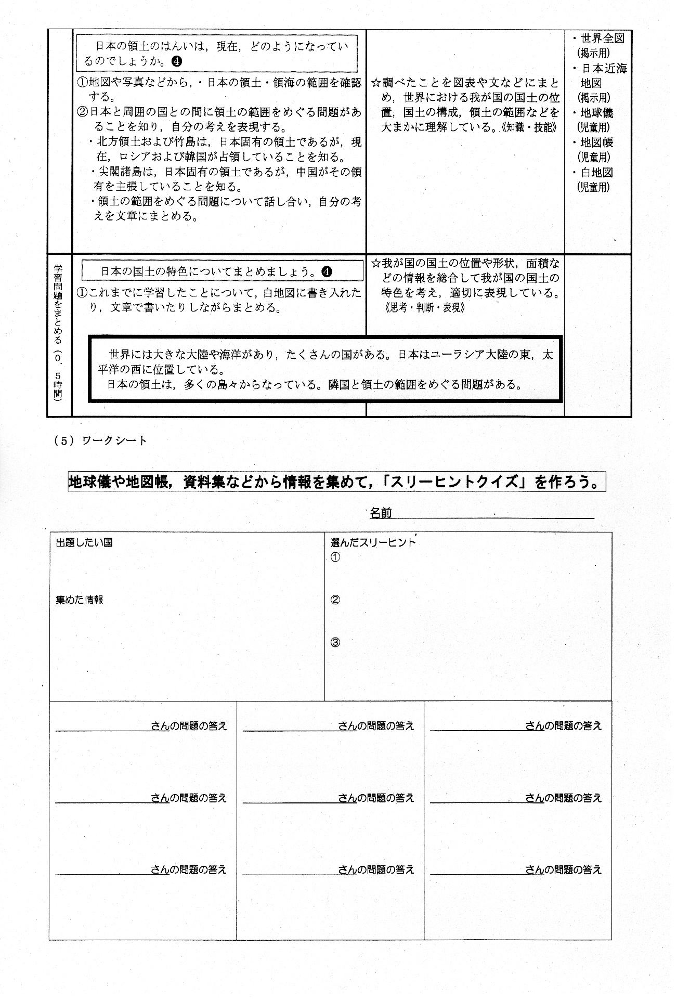 日本の領土のはんいは，現在，どのようになってい
るのでしょうか。❹
①地図や写真などから，・日本の領土・領海の範囲を確認
する。
②日本と周囲の国との間に領土の範囲をめぐる問題があ
ることを知り，自分の考えを表現する。
・北方領土および竹島は，日本固有の領土であるが，現
在，ロシアおよび韓国が占領していることを知る。
・尖閣諸島は，日本固有の領土であるが，中国がその領
有を主張していることを知る。
・領土の範囲をめぐる問題について話し合い，自分の考
えを文章にまとめる。
☆調べたことを図表や文などにまと
め，世界における我が国の国土の位
置，国土の構成，領土の範囲などを
大まかに理解している。《知識・技能》
・世界全図
（掲示用）
・日本近海
地図
（掲示用）
・地球儀
（児童用）
・地図帳
（児童用）
・白地図
（児童用）
学習問題をまとめる（０．５時間）
日本の国土の特色についてまとめましょう。❹
①これまでに学習したことについて，白地図に書き入れた
り，文章で書いたりしながらまとめる。
☆我が国の国土の位置や形状，面積な
どの情報を総合して我が国の国土の
特色を考え，適切に表現している。
《思考・判断・表現》
世界には大きな大陸や海洋があり，たくさんの国がある。日本はユーラシア大陸の東，太
平洋の西に位置している。
日本の領土は，多くの島々からなっている。隣国と領土の範囲をめぐる問題がある。
（５）ワークシート
地球儀や地図帳，資料集などから情報を集めて，「スリーヒントクイズ」を作ろう。
名前
出題したい国
集めた情報
選んだスリーヒント
①
②
③
さんの問題の答え
さんの問題の答え
さんの問題の答え
さんの問題の答え
さんの問題の答え
さんの問題の答え
さんの問題の答え
さんの問題の答え
さんの問題の答え